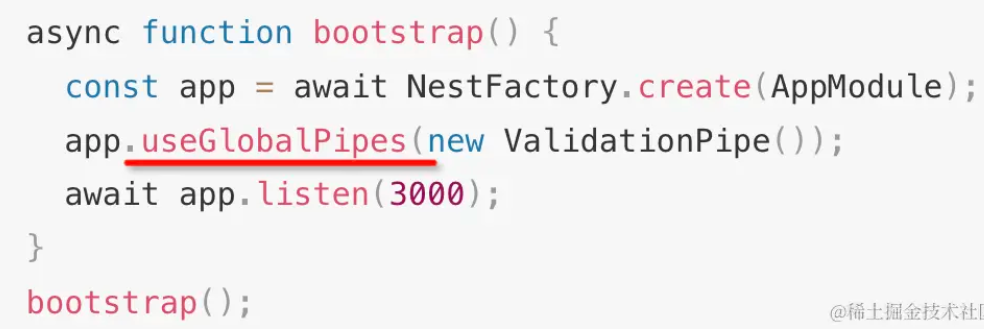 async function bootstrap() {
  const app = await NestFactory.create(AppModule);
  app.useGlobalPipes(new ValidationPipe());
  await app.listen(3000);
}
bootstrap();
@稀土掘金技术社区